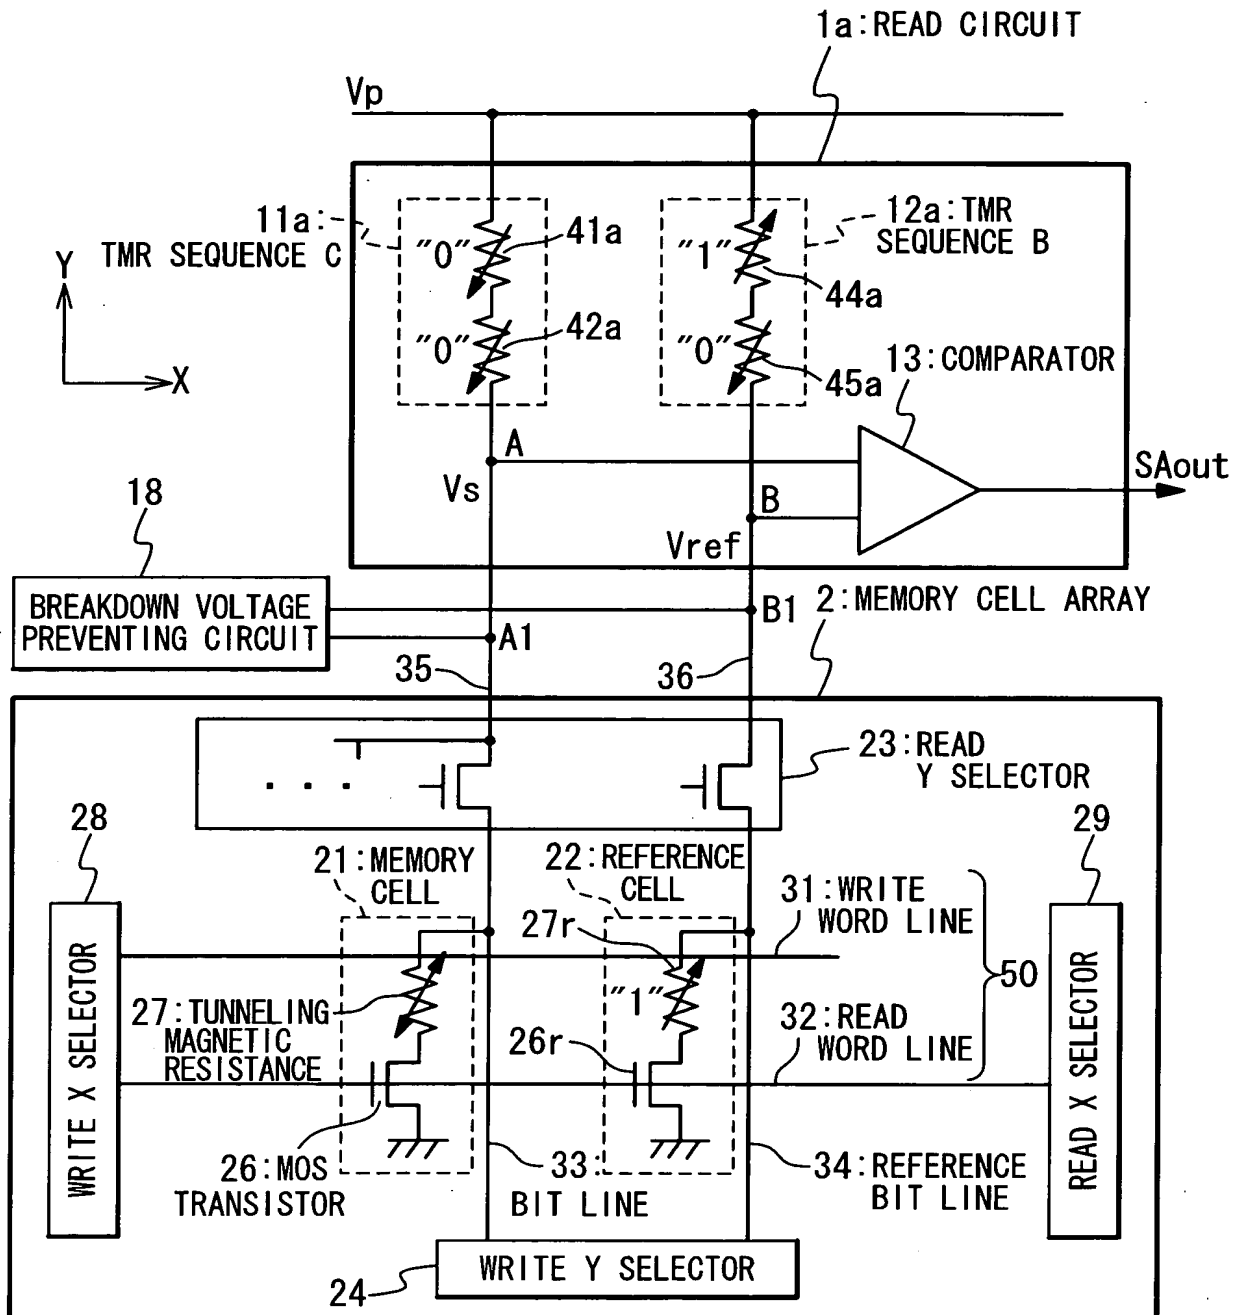 1a:READ CIRCUIT
Vp
11a:
TMR SEQUENCE C
"0"
41a
"0"
42a
12a:TMR
SEQUENCE B
"1"
44a
"0"
45a
Y
X
13:COMPARATOR
A
Vs
B
Vref
SAout
18
BREAKDOWN VOLTAGE
PREVENTING CIRCUIT
B1
A1
2:MEMORY CELL ARRAY
35
36
23:READ
Y SELECTOR
28
29
21:MEMORY
CELL
22:REFERENCE
CELL
27r
31:WRITE
WORD LINE
50
27:TUNNELING
MAGNETIC
RESISTANCE
"1"
26r
32:READ
WORD LINE
WRITE X SELECTOR
READ X SELECTOR
26:MOS
TRANSISTOR
33:
BIT LINE
34:REFERENCE
BIT LINE
24
WRITE Y SELECTOR